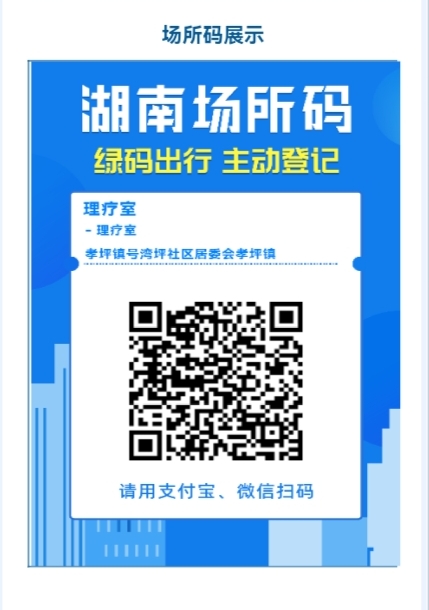 场所码展示
湖南场所码
绿码出行 主动登记
理疗室
- 理疗室
孝坪镇号湾坪社区居委会孝坪镇
请用支付宝、微信扫码